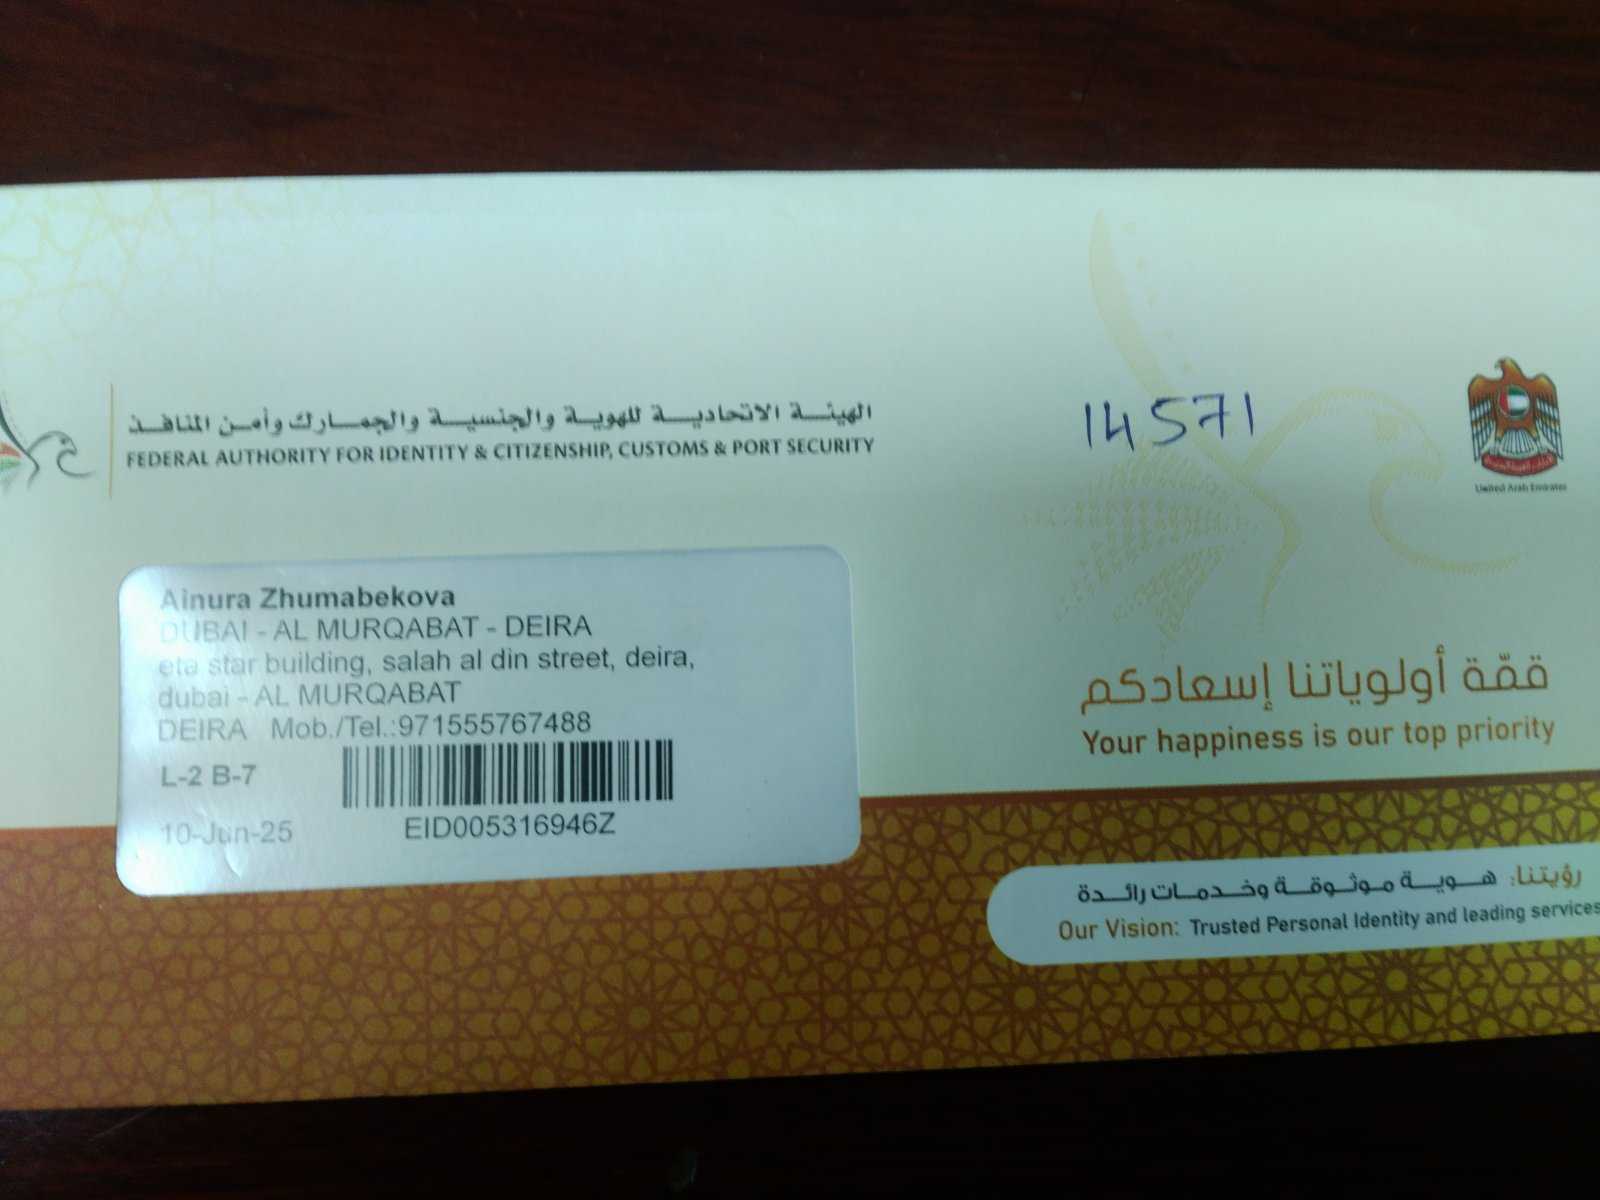 الهيئة الاتحادية للهوية والجنسية والجمارك وأمن المنافذ
FEDERAL AUTHORITY FOR IDENTITY & CITIZENSHIP, CUSTOMS & PORT SECURITY
14571
United Arab Emirates
Ainura Zhumabekova
DUBAI - AL MURQABAT - DEIRA
eta star building, salah al din street, deira,
dubai - AL MURQABAT
DEIRA Mob./Tel.:971555767488
L-2 B-7
10-Jun-25
EID005316946Z
قمّة أولوياتنا إسعادكم
Your happiness is our top priority
رؤيتنا: هوية موثوقة وخدمات رائدة
Our Vision: Trusted Personal Identity and leading services